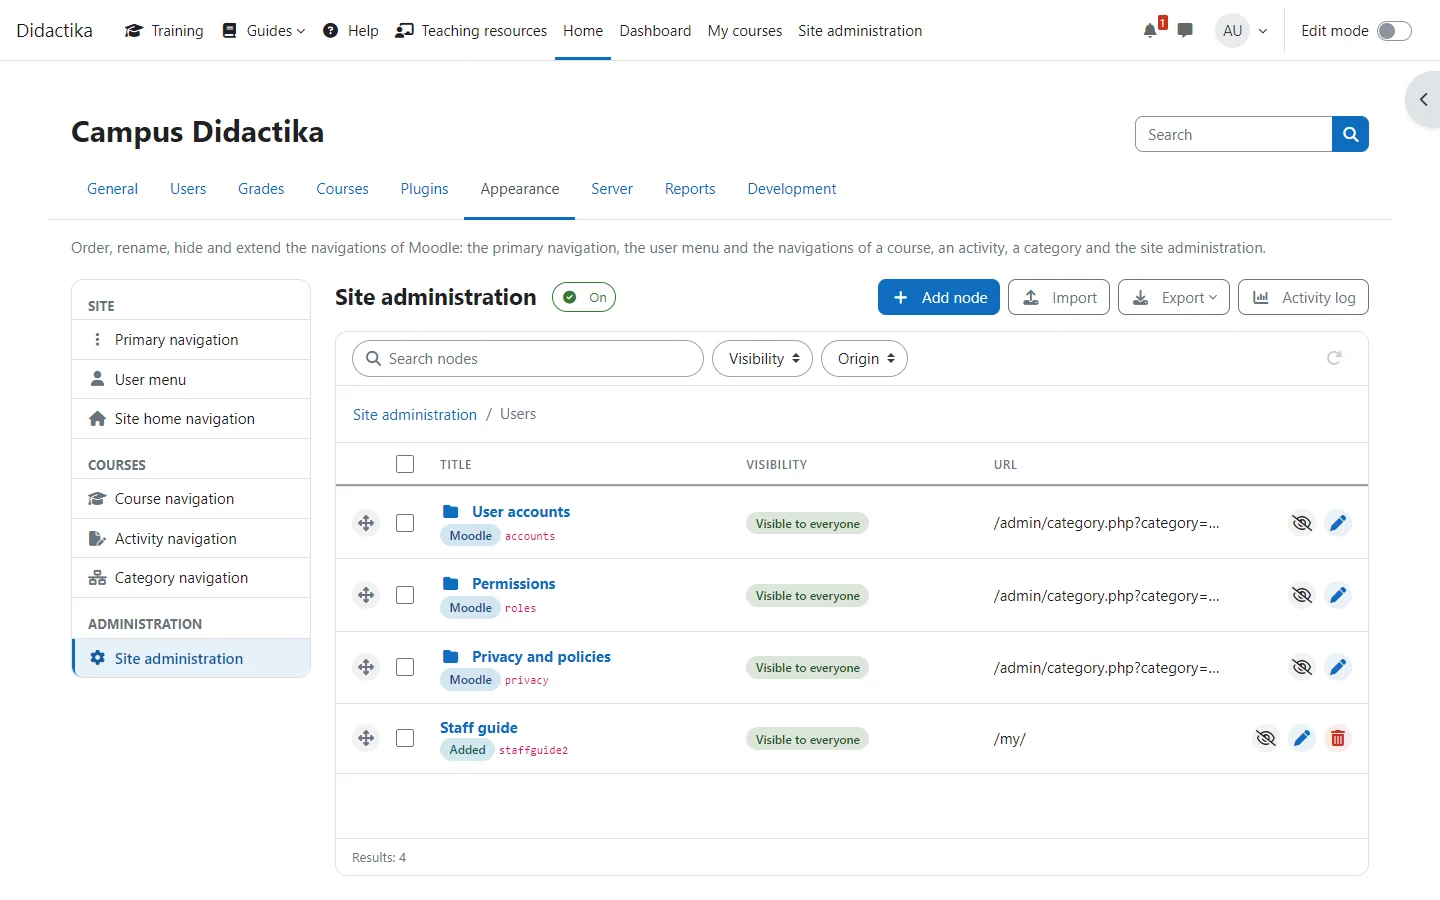 Didactika
Training
Guides
Help
Teaching resources
Home
Dashboard
My courses
Site administration
1
AU
Edit mode
Campus Didactika
Search
General
Users
Grades
Courses
Plugins
Appearance
Server
Reports
Development
Order, rename, hide and extend the navigations of Moodle: the primary navigation, the user menu and the navigations of a course, an activity, a category and the site administration.
SITE
Primary navigation
User menu
Site home navigation
COURSES
Course navigation
Activity navigation
Category navigation
ADMINISTRATION
Site administration
Site administration
On
Add node
Import
Export
Activity log
Search nodes
Visibility
Origin
Site administration / Users
TITLE
VISIBILITY
URL
User accounts
Moodle accounts
Visible to everyone
/admin/category.php?category=...
Permissions
Moodle roles
Visible to everyone
/admin/category.php?category=...
Privacy and policies
Moodle privacy
Visible to everyone
/admin/category.php?category=...
Staff guide
Added staffguide2
Visible to everyone
/my/
Results: 4